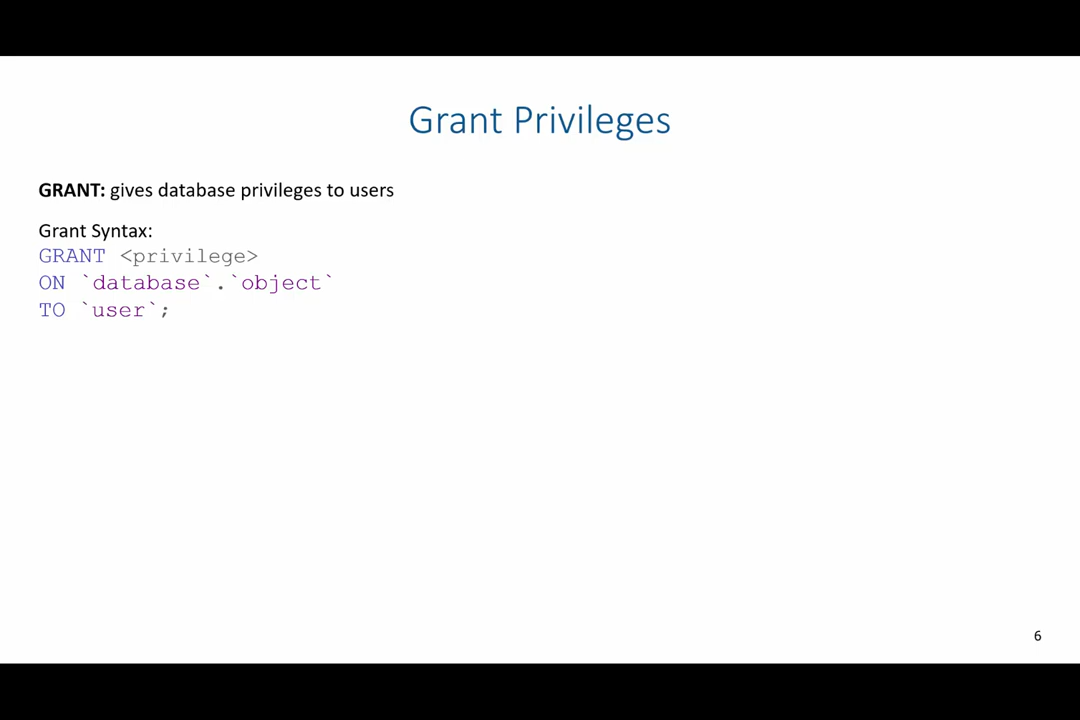 Grant Privileges
GRANT: gives database privileges to users
Grant Syntax:
GRANT <privilege>
ON `database`.`object`
TO `user`;
6